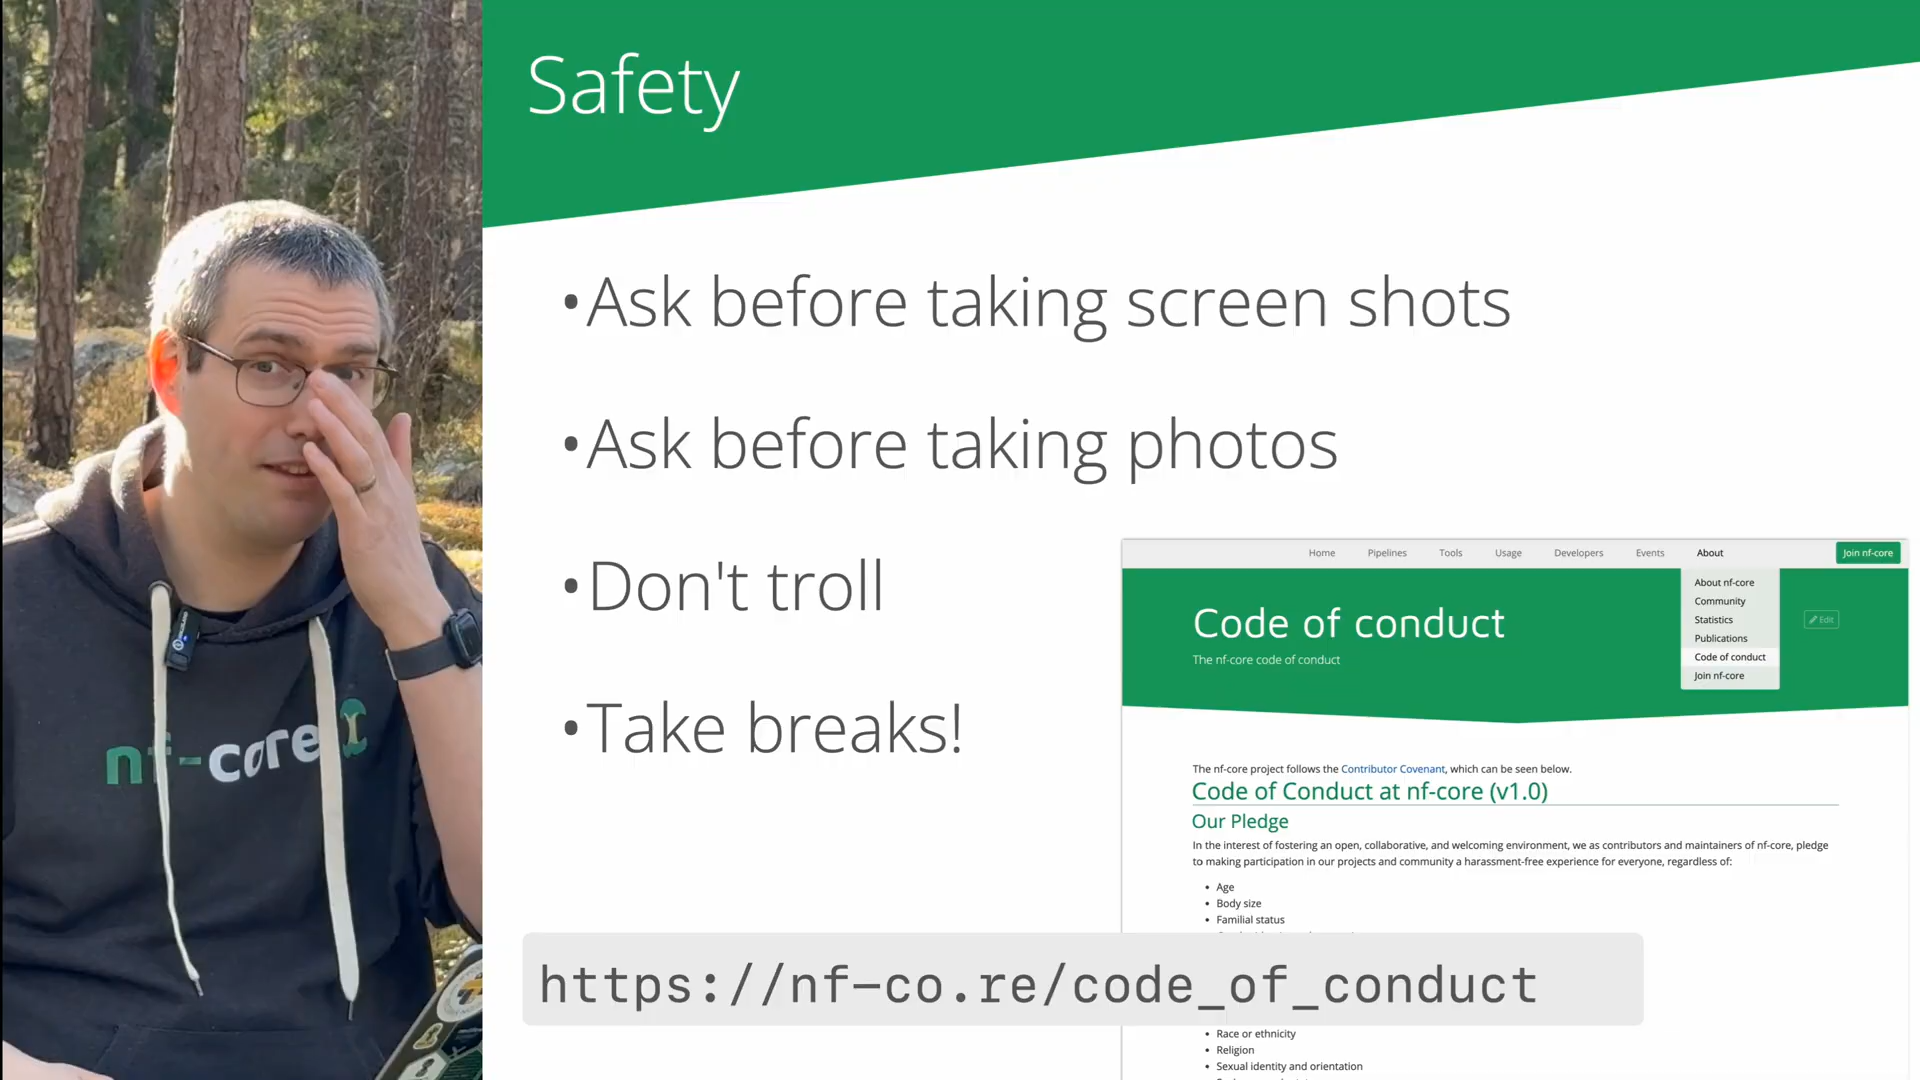 Safety
•Ask before taking screen shots
•Ask before taking photos
•Don't troll
•Take breaks!
nf-core
Home Pipelines Tools Usage Developers Events About Join nf-core
About nf-core
Community
Statistics
Publications
Code of conduct
Join nf-core
Edit
Code of conduct
The nf-core code of conduct
The nf-core project follows the Contributor Covenant, which can be seen below.
Code of Conduct at nf-core (v1.0)
Our Pledge
In the interest of fostering an open, collaborative, and welcoming environment, we as contributors and maintainers of nf-core, pledge
to making participation in our projects and community a harassment-free experience for everyone, regardless of:
• Age
• Body size
• Familial status
https://nf-co.re/code_of_conduct
• Race or ethnicity
• Religion
• Sexual identity and orientation